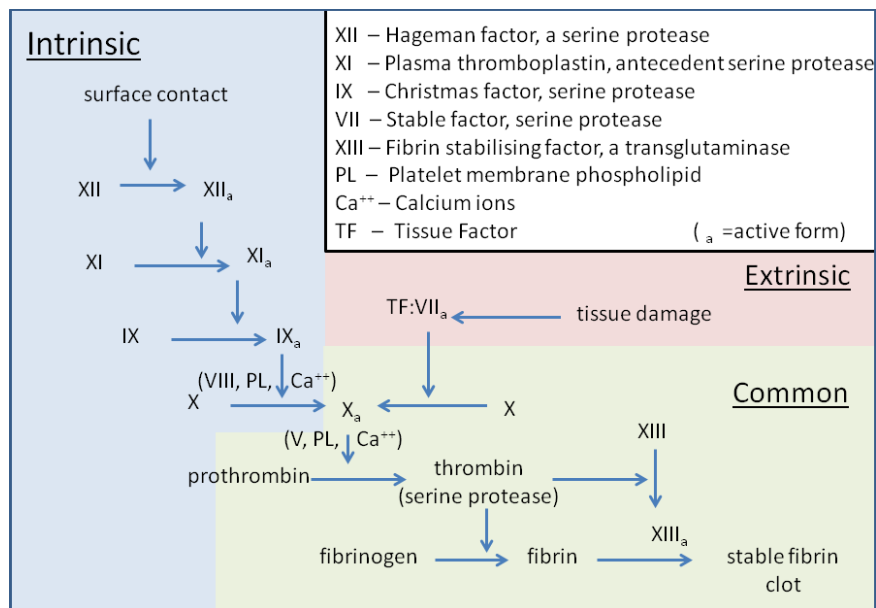 Intrinsic
surface contact
XII
XIIₐ
XI
XIₐ
IX
IXₐ
(VIII, PL, Ca⁺⁺)
X
Xₐ
X
(V, PL, Ca⁺⁺)
XII – Hageman factor, a serine protease
XI – Plasma thromboplastin, antecedent serine protease
IX – Christmas factor, serine protease
VII – Stable factor, serine protease
XIII – Fibrin stabilising factor, a transglutaminase
PL – Platelet membrane phospholipid
Ca⁺⁺ – Calcium ions
TF – Tissue Factor ( ₐ =active form)
Extrinsic
TF:VIIₐ
tissue damage
Common
XIII
prothrombin
thrombin
(serine protease)
XIIIₐ
fibrinogen
fibrin
stable fibrin
clot